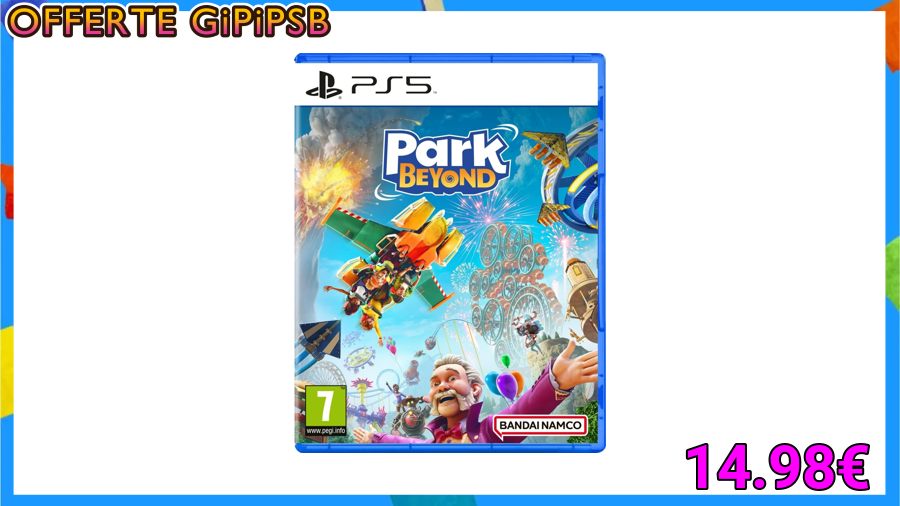 OFFERTE GiPiPSB
PS5
Park
BEYOND
7
www.pegi.info
BANDAI NAMCO
14.98€